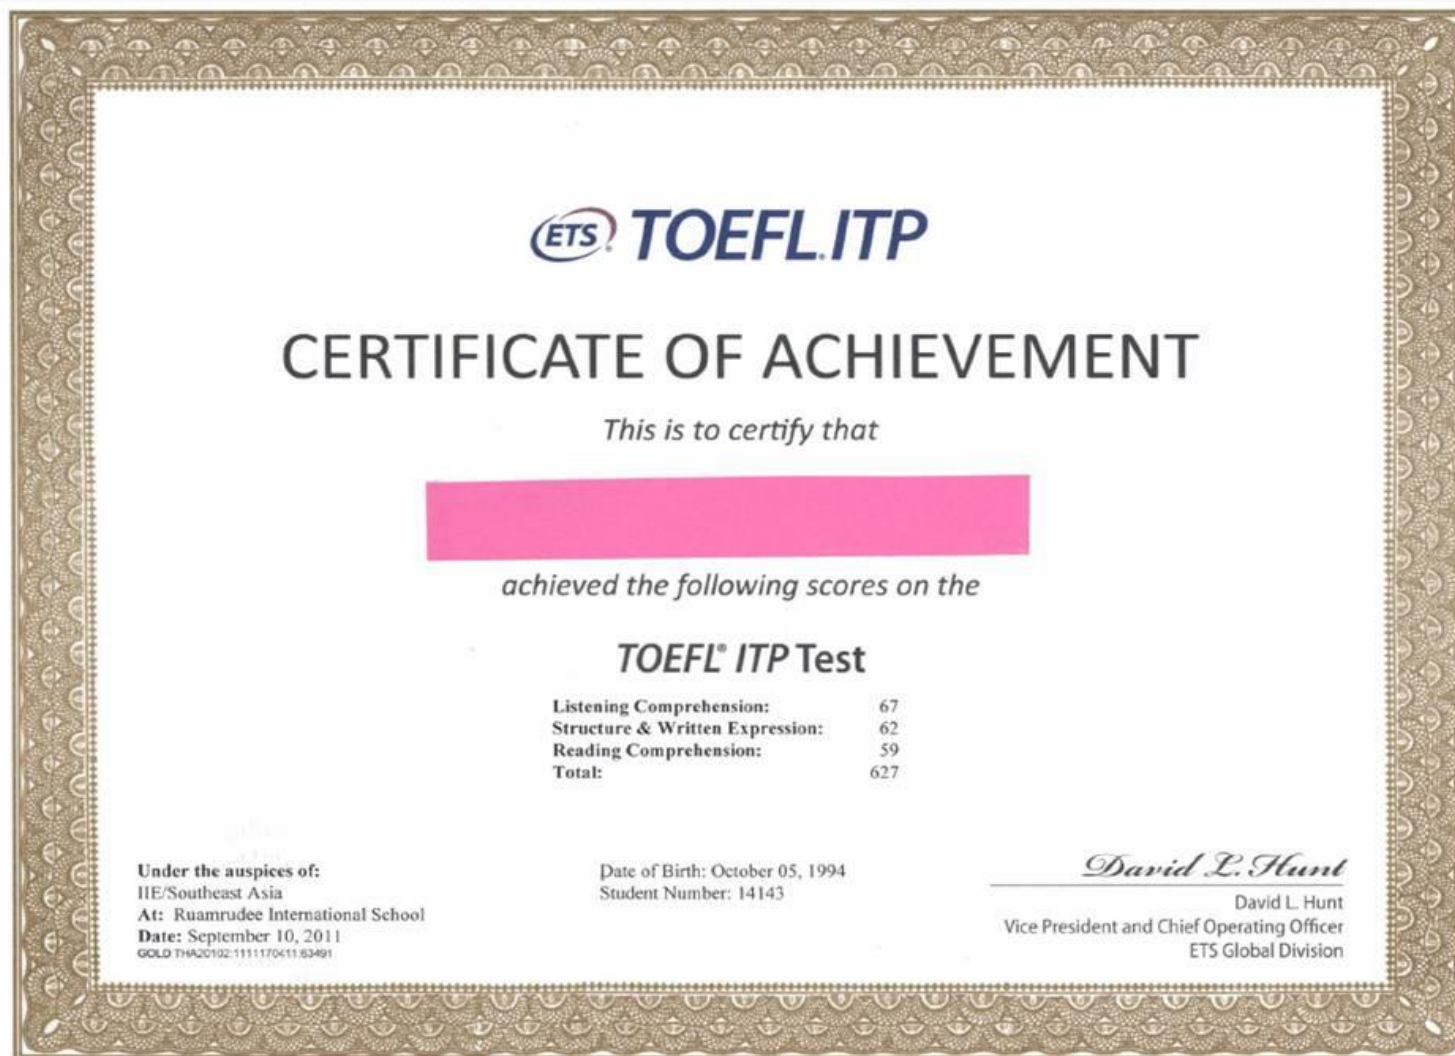 ETS TOEFL ITP
CERTIFICATE OF ACHIEVEMENT
This is to certify that
achieved the following scores on the
TOEFL® ITP Test
Listening Comprehension: 67
Structure & Written Expression: 62
Reading Comprehension: 59
Total: 627
Under the auspices of:
IIE/Southeast Asia
At: Ruamrudee International School
Date: September 10, 2011
Date of Birth: October 05, 1994
Student Number: 14143
David L. Hunt
David L. Hunt
Vice President and Chief Operating Officer
ETS Global Division